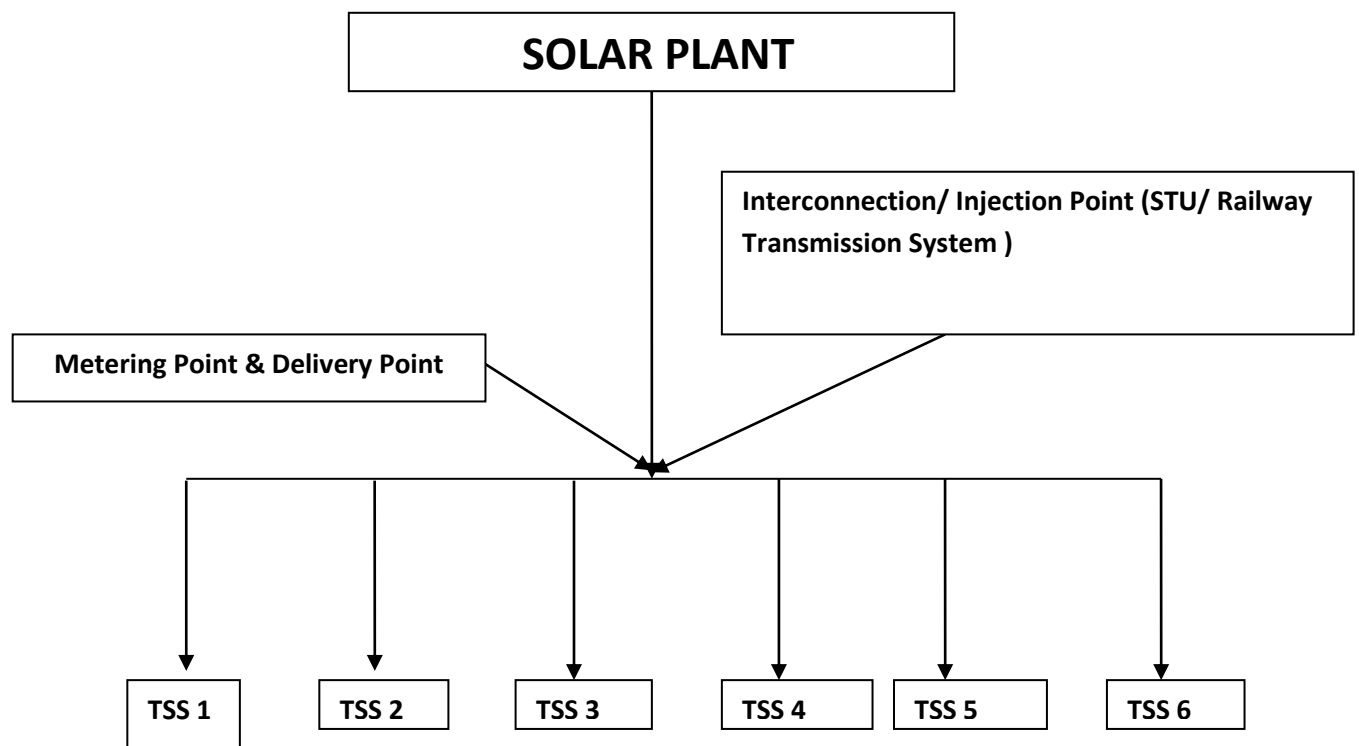 SOLAR PLANT
Interconnection/ Injection Point (STU/ Railway
Transmission System )
Metering Point & Delivery Point
TSS 1
TSS 2
TSS 3
TSS 4
TSS 5
TSS 6